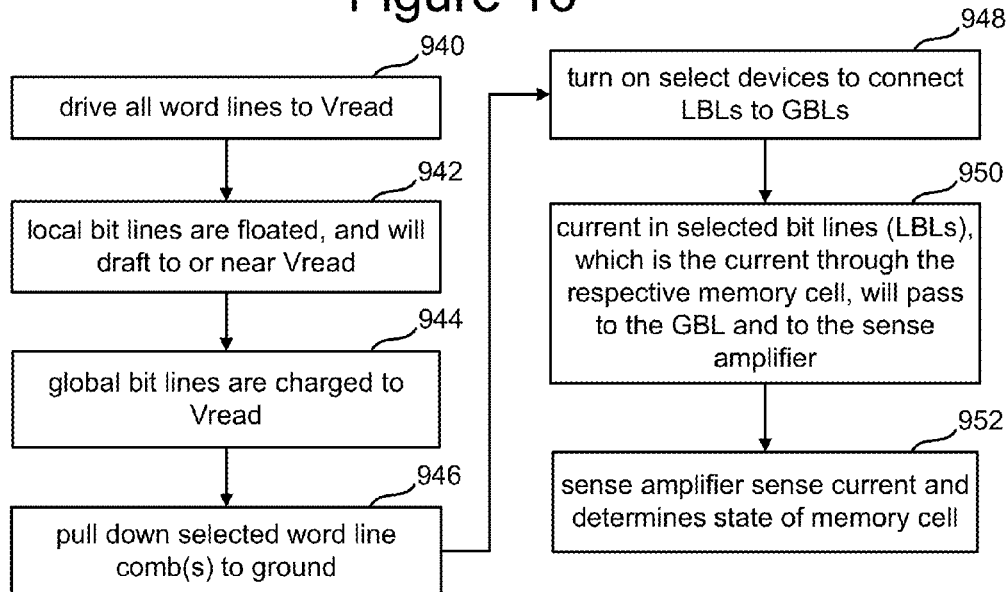 Figure
940
drive all word lines to Vread
942
local bit lines are floated, and will
draft to or near Vread
944
global bit lines are charged to
Vread
946
pull down selected word line
comb(s) to ground
948
turn on select devices to connect
LBLs to GBLs
950
current in selected bit lines (LBLs),
which is the current through the
respective memory cell, will pass
to the GBL and to the sense
amplifier
952
sense amplifier sense current and
determines state of memory cell